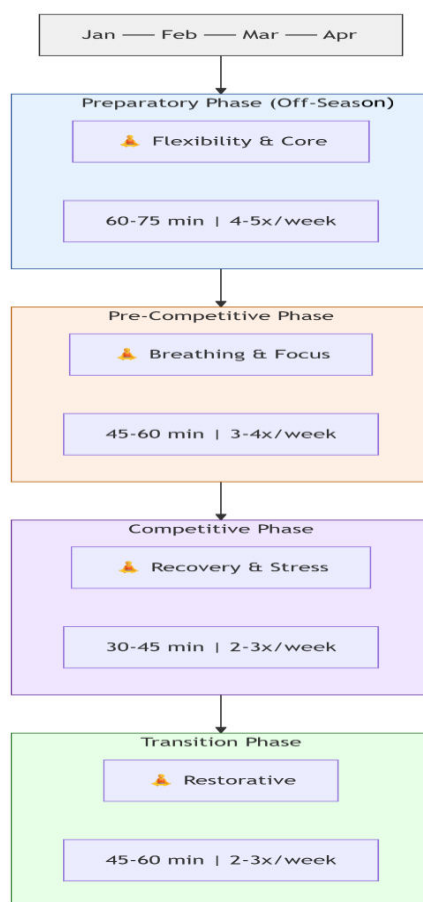 Jan — Feb — Mar — Apr
Preparatory Phase (Off-Season)
🧘 Flexibility & Core
60-75 min | 4-5x/week
Pre-Competitive Phase
🧘 Breathing & Focus
45-60 min | 3-4x/week
Competitive Phase
🧘 Recovery & Stress
30-45 min | 2-3x/week
Transition Phase
🧘 Restorative
45-60 min | 2-3x/week